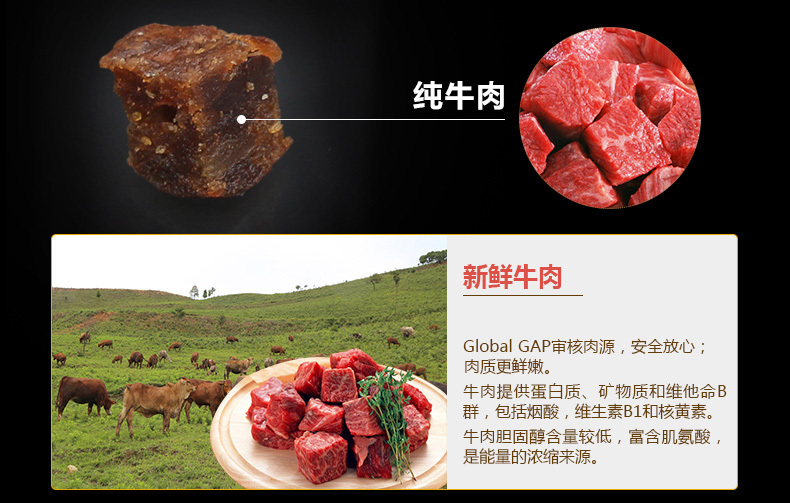 纯牛肉
新鲜牛肉
Global GAP审核肉源，安全放心；
肉质更鲜嫩。
牛肉提供蛋白质、矿物质和维他命B
群，包括烟酸，维生素B1和核黄素。
牛肉胆固醇含量较低，富含肌氨酸，
是能量的浓缩来源。